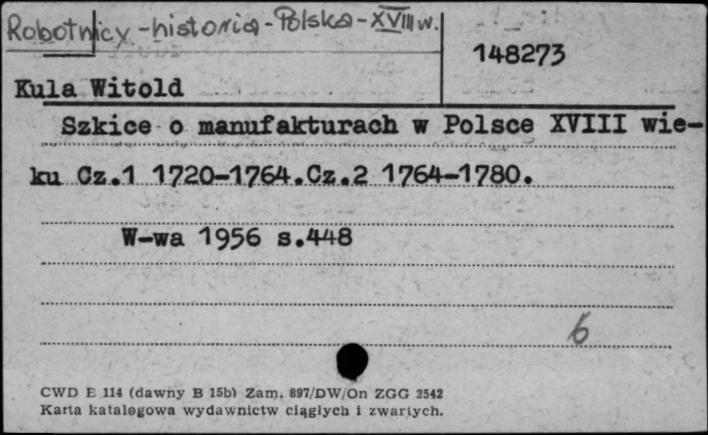 Robotnicy - historia - Polska - XVIII w.
148273
Kula Witold
Szkice o manufakturach w Polsce XVIII wie-
ku Cz.1 1720-1764.Cz.2 1764-1780.
W-wa 1956 s.448
6
CWD E 114 (dawny B 15b) Zam. 897/DW/On ZGG 2542
Karta katalogowa wydawnictw ciągłych i zwartych.